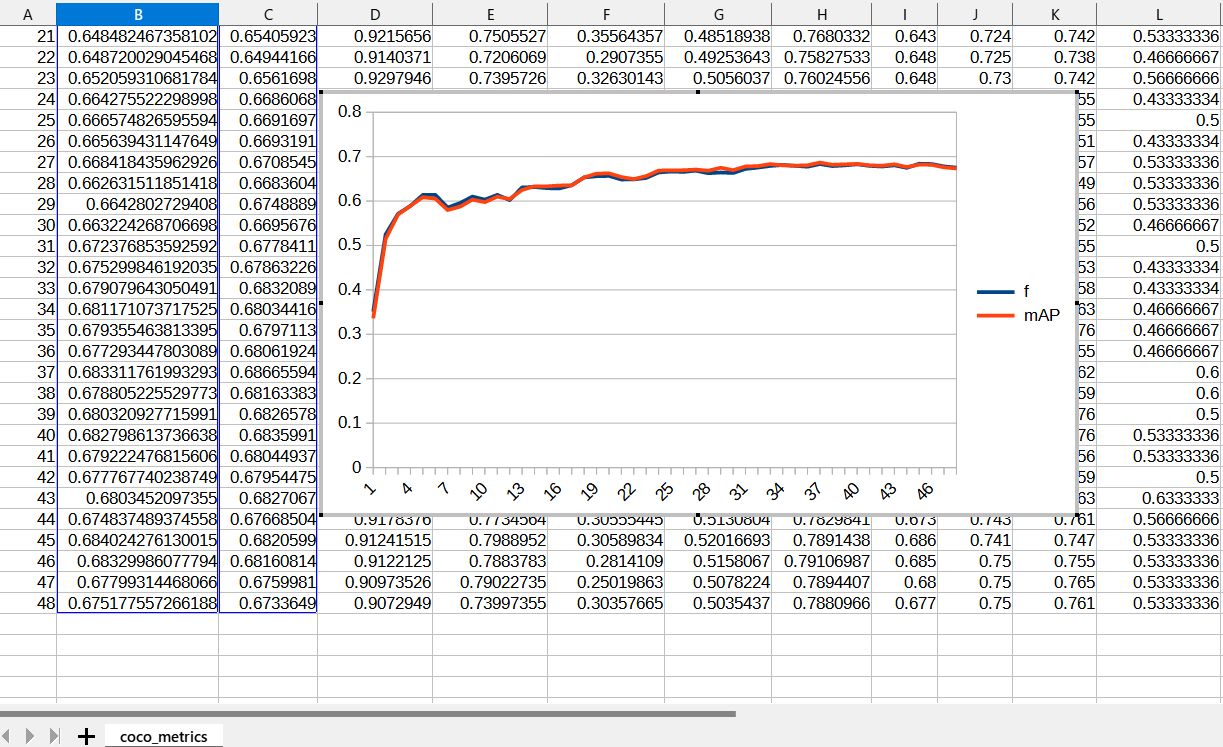 A B C D E F G H I J K L
21 0.648482467358102 0.65405923 0.9215656 0.7505527 0.35564357 0.48518938 0.7680332 0.643 0.724 0.742 0.53333336
22 0.648720029045468 0.64944166 0.9140371 0.7206069 0.2907355 0.49253643 0.75827533 0.648 0.725 0.738 0.46666667
23 0.652059310681784 0.6561698 0.9297946 0.7395726 0.32630143 0.5056037 0.76024556 0.648 0.73 0.742 0.56666666
24 0.664275522298998 0.6686068 55 0.43333334
25 0.666574826595594 0.6691697 55 0.5
26 0.665639431147649 0.6693191 51 0.43333334
27 0.668418435962926 0.6708545 57 0.53333336
28 0.662631511851418 0.6683604 49 0.53333336
29 0.6642802729408 0.6748889 56 0.53333336
30 0.663224268706698 0.6695676 52 0.46666667
31 0.672376853592592 0.6778411 55 0.5
32 0.675299846192035 0.67863226 53 0.43333334
33 0.679079643050491 0.6832089 58 0.43333334
34 0.681171073717525 0.68034416 63 0.46666667
35 0.679355463813395 0.6797113 76 0.46666667
36 0.677293447803089 0.68061924 55 0.46666667
37 0.683311761993293 0.68665594 62 0.6
38 0.678805225529773 0.68163383 59 0.6
39 0.680320927715991 0.6826578 76 0.5
40 0.682798613736638 0.6835991 76 0.53333336
41 0.679222476815606 0.68044937 56 0.53333336
42 0.677767740238749 0.67954475 59 0.5
43 0.6803452097355 0.6827067 63 0.6333333
44 0.674837489374558 0.67668504 0.9178376 0.7734564 0.30555445 0.5130804 0.7829841 0.673 0.743 0.761 0.56666666
45 0.684024276130015 0.6820599 0.91241515 0.7988952 0.30589834 0.52016693 0.7891438 0.686 0.741 0.747 0.53333336
46 0.68329986077794 0.68160814 0.9122125 0.7883783 0.2814109 0.5158067 0.79106987 0.685 0.75 0.755 0.53333336
47 0.67799314468066 0.6759981 0.90973526 0.79022735 0.25019863 0.5078224 0.7894407 0.68 0.75 0.765 0.53333336
48 0.675177557266188 0.6733649 0.9072949 0.73997355 0.30357665 0.5035437 0.7880966 0.677 0.75 0.761 0.53333336
0.8
0.7
0.6
0.5
0.4
0.3
0.2
0.1
0
1 4 7 10 13 16 19 22 25 28 31 34 37 40 43 46
f
mAP
coco_metrics